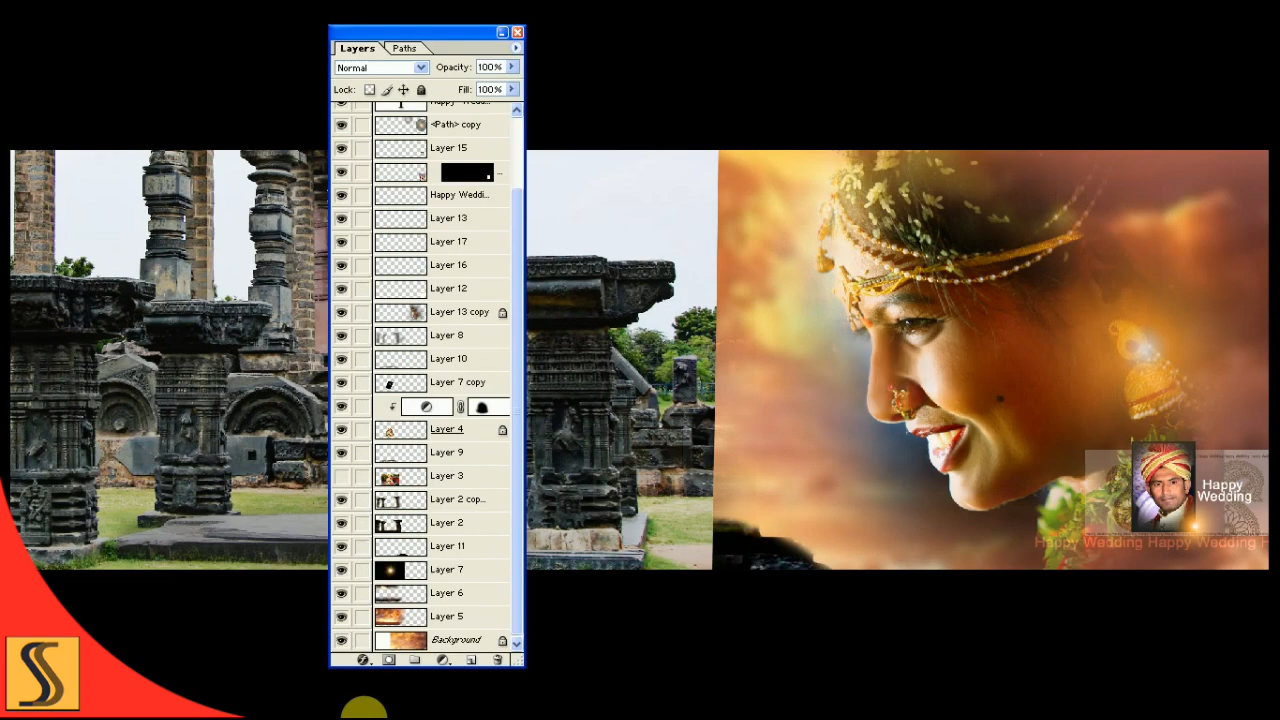 Layers Paths
Normal Opacity: 100%
Lock: Fill: 100%
Happy Wedd...
<Path> copy
Layer 15
Happy Weddi...
Layer 13
Layer 17
Layer 16
Layer 12
Layer 13 copy
Layer 8
Layer 10
Layer 7 copy
Layer 4
Layer 9
Layer 3
Layer 2 cop...
Layer 2
Layer 11
Layer 7
Layer 6
Layer 5
Background
Happy
Wedding
Happy Wedding Happy Wedding H